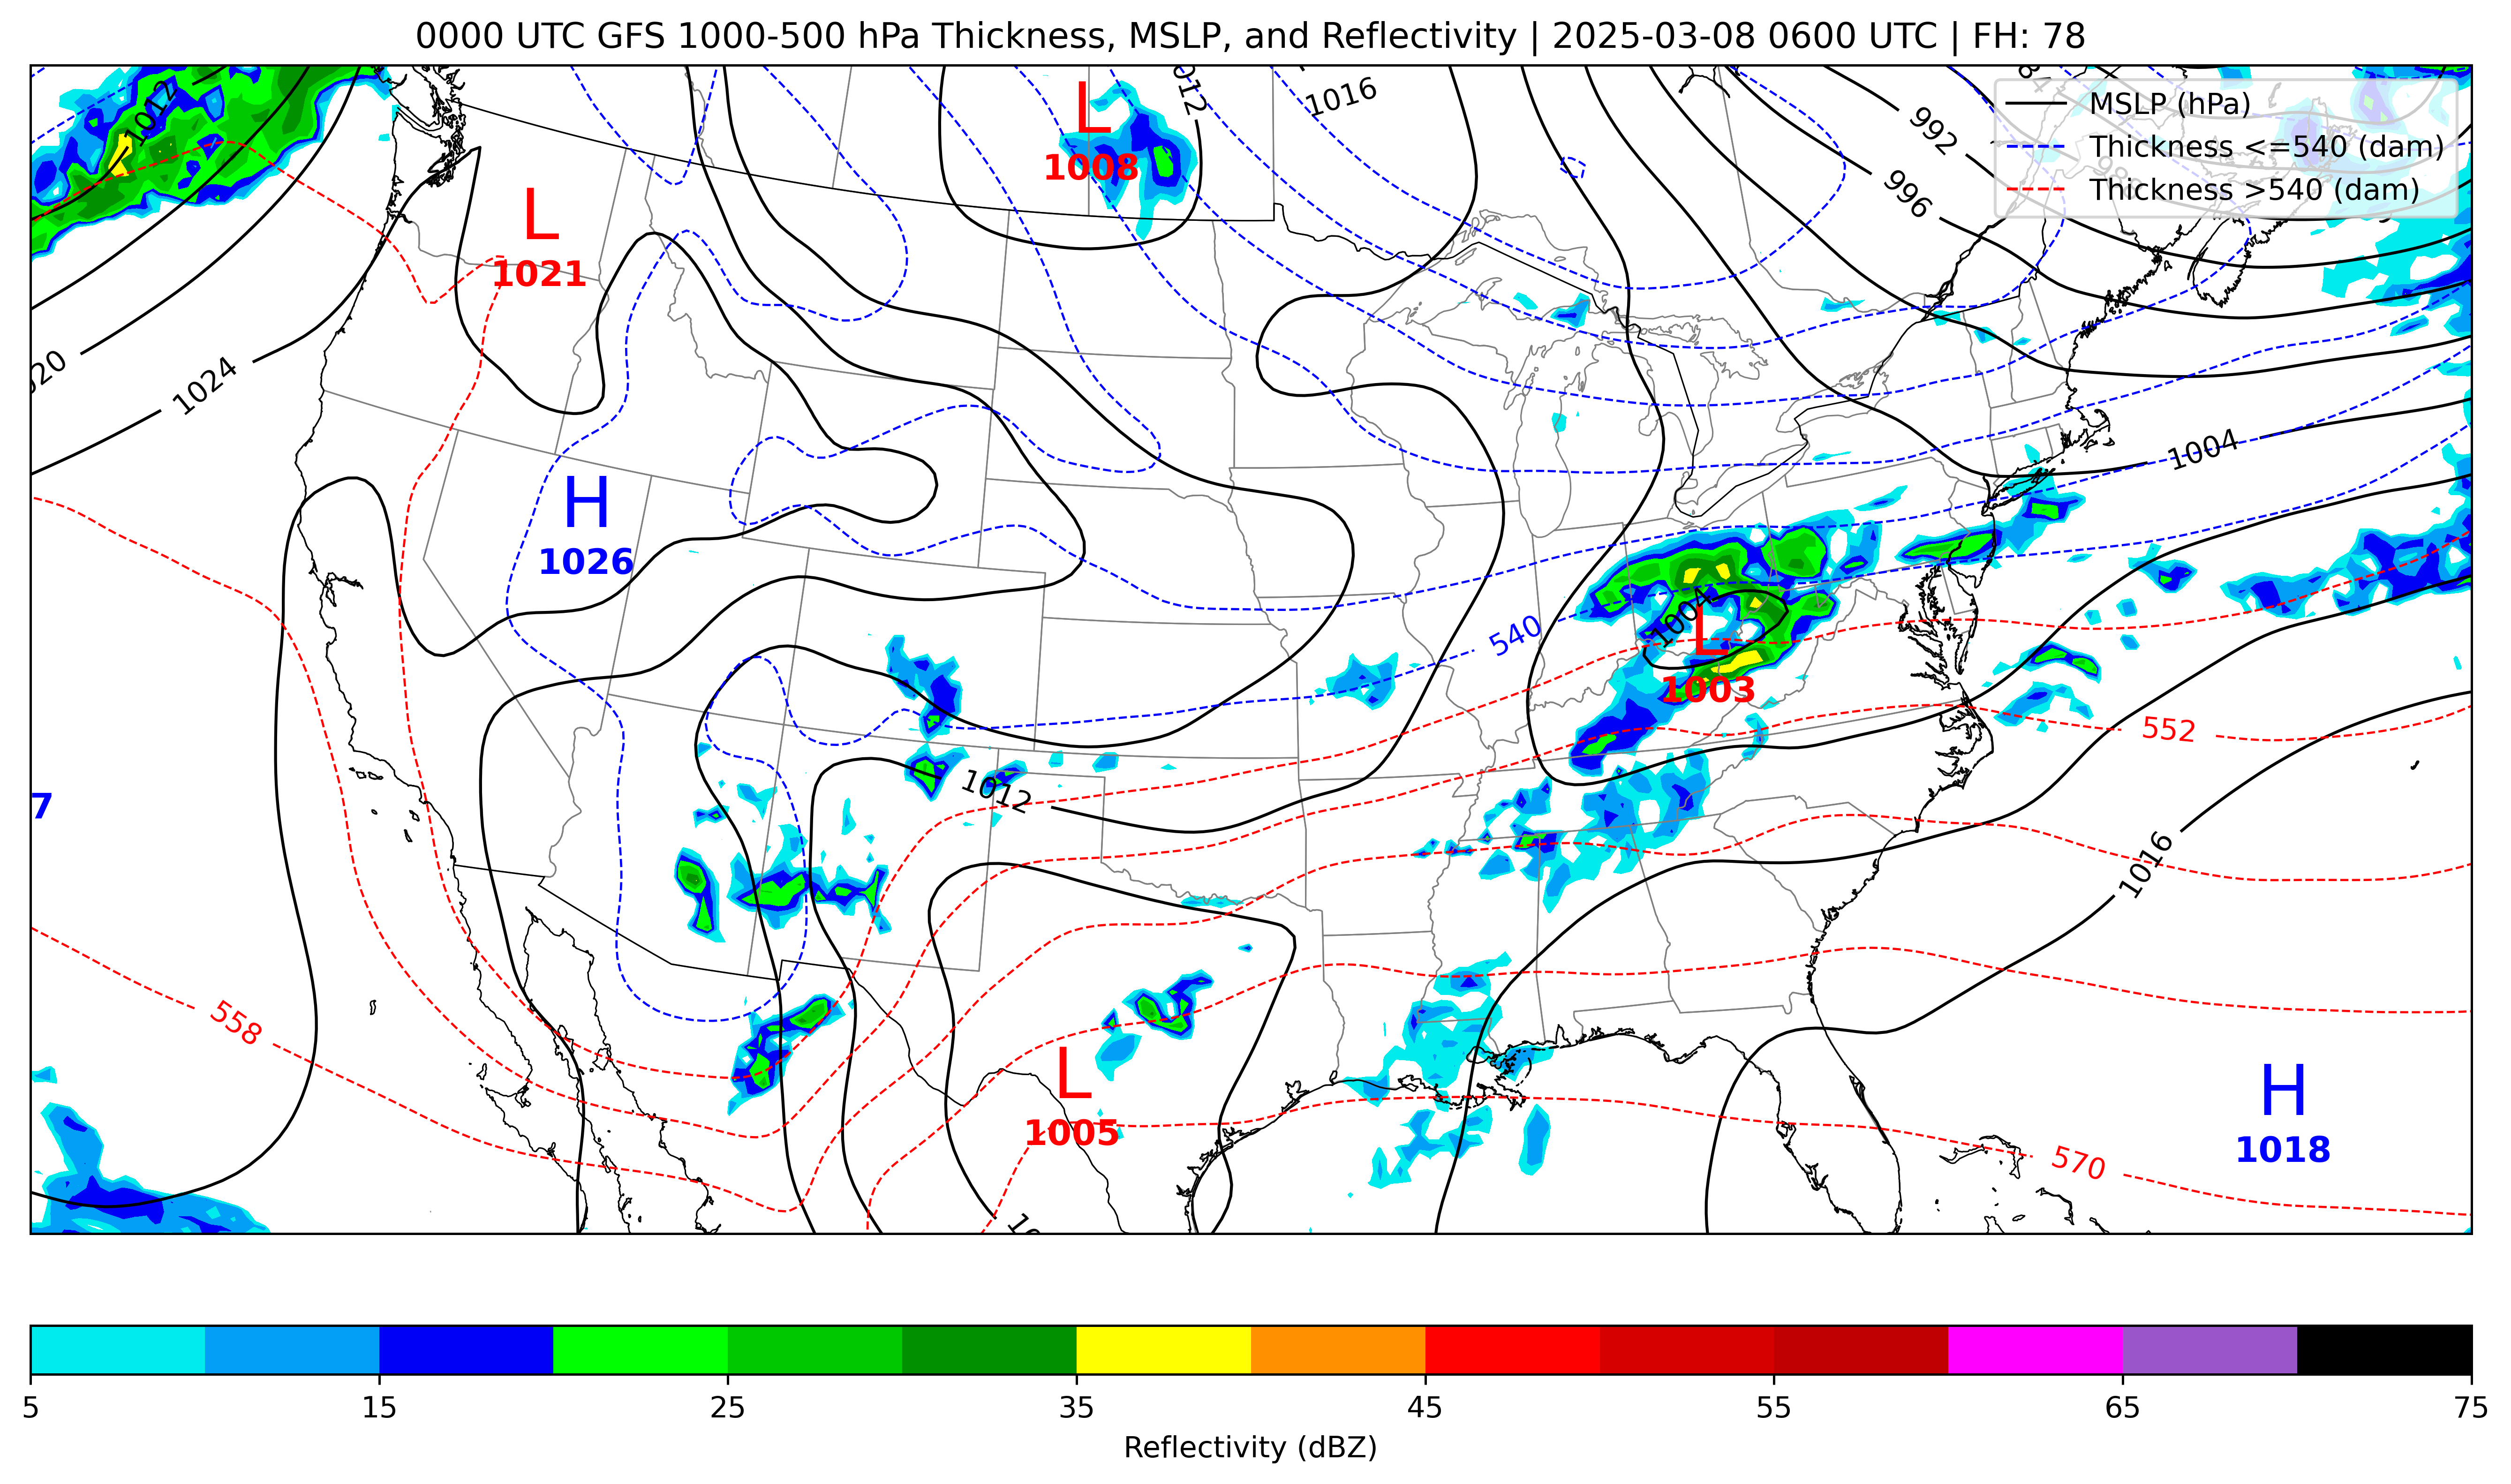 0000 UTC GFS 1000-500 hPa Thickness, MSLP, and Reflectivity | 2025-03-08 0600 UTC | FH: 78
MSLP (hPa)
Thickness <=540 (dam)
Thickness >540 (dam)
1012
012
1016
992
996
L
1008
L
1021
020
1024
1004
H
1026
540
1004
L
1003
552
7
1012
1016
558
L
1005
H
1018
570
5
15
25
35
45
55
65
75
Reflectivity (dBZ)